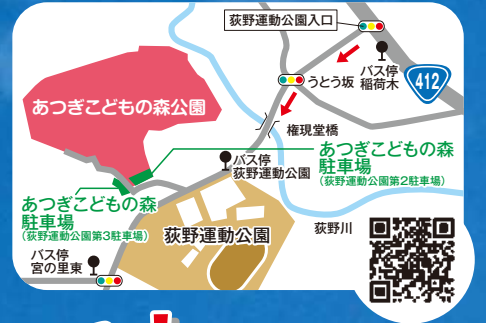 荻野運動公園入口
バス停
稲荷木
412
うとう坂
あつぎこどもの森公園
権現堂橋
バス停
荻野運動公園
あつぎこどもの森
駐車場
(荻野運動公園第2駐車場)
あつぎこどもの森
駐車場
(荻野運動公園第3駐車場)
荻野運動公園
荻野川
バス停
宮の里東